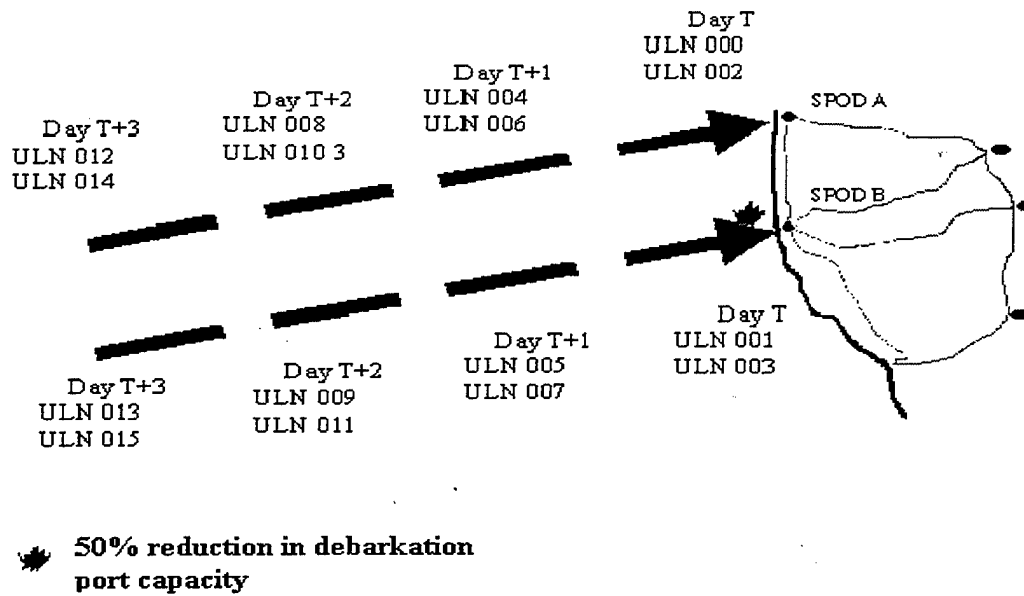 Day T
ULN 000
ULN 002
Day T+1
ULN 004
ULN 006
Day T+2
ULN 008
ULN 010 3
Day T+3
ULN 012
ULN 014
SPOD A
SPOD B
Day T
ULN 001
ULN 003
Day T+1
ULN 005
ULN 007
Day T+2
ULN 009
ULN 011
Day T+3
ULN 013
ULN 015
50% reduction in debarkation
port capacity